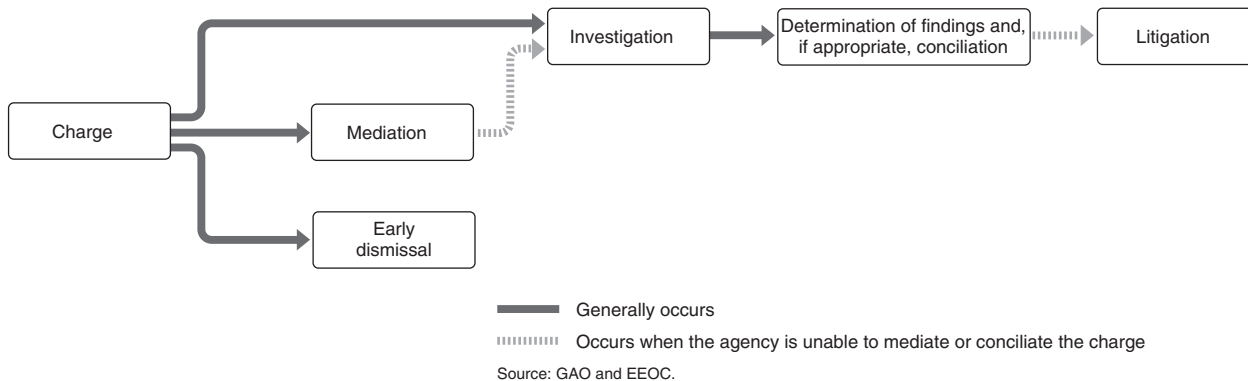 Charge
Mediation
Early
dismissal
Investigation
Determination of findings and,
if appropriate, conciliation
Litigation
Generally occurs
Occurs when the agency is unable to mediate or conciliate the charge
Source: GAO and EEOC.